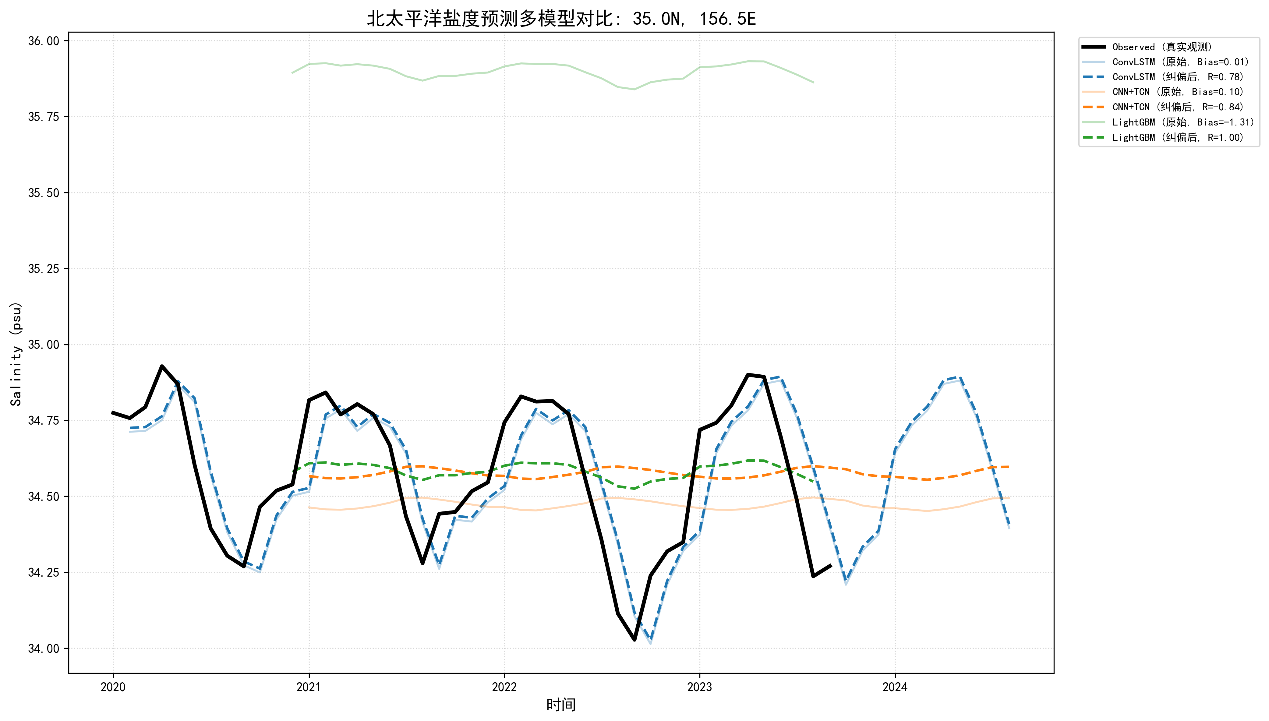 北太平洋盐度预测多模型对比: 35.0N, 156.5E
36.00
35.75
35.50
35.25
35.00
34.75
34.50
34.25
34.00
Salinity (psu)
2020
2021
2022
2023
2024
时间
Observed (真实观测)
ConvLSTM (原始, Bias=0.01)
ConvLSTM (纠偏后, R=0.78)
CNN+TCN (原始, Bias=0.10)
CNN+TCN (纠偏后, R=-0.84)
LightGBM (原始, Bias=-1.31)
LightGBM (纠偏后, R=1.00)